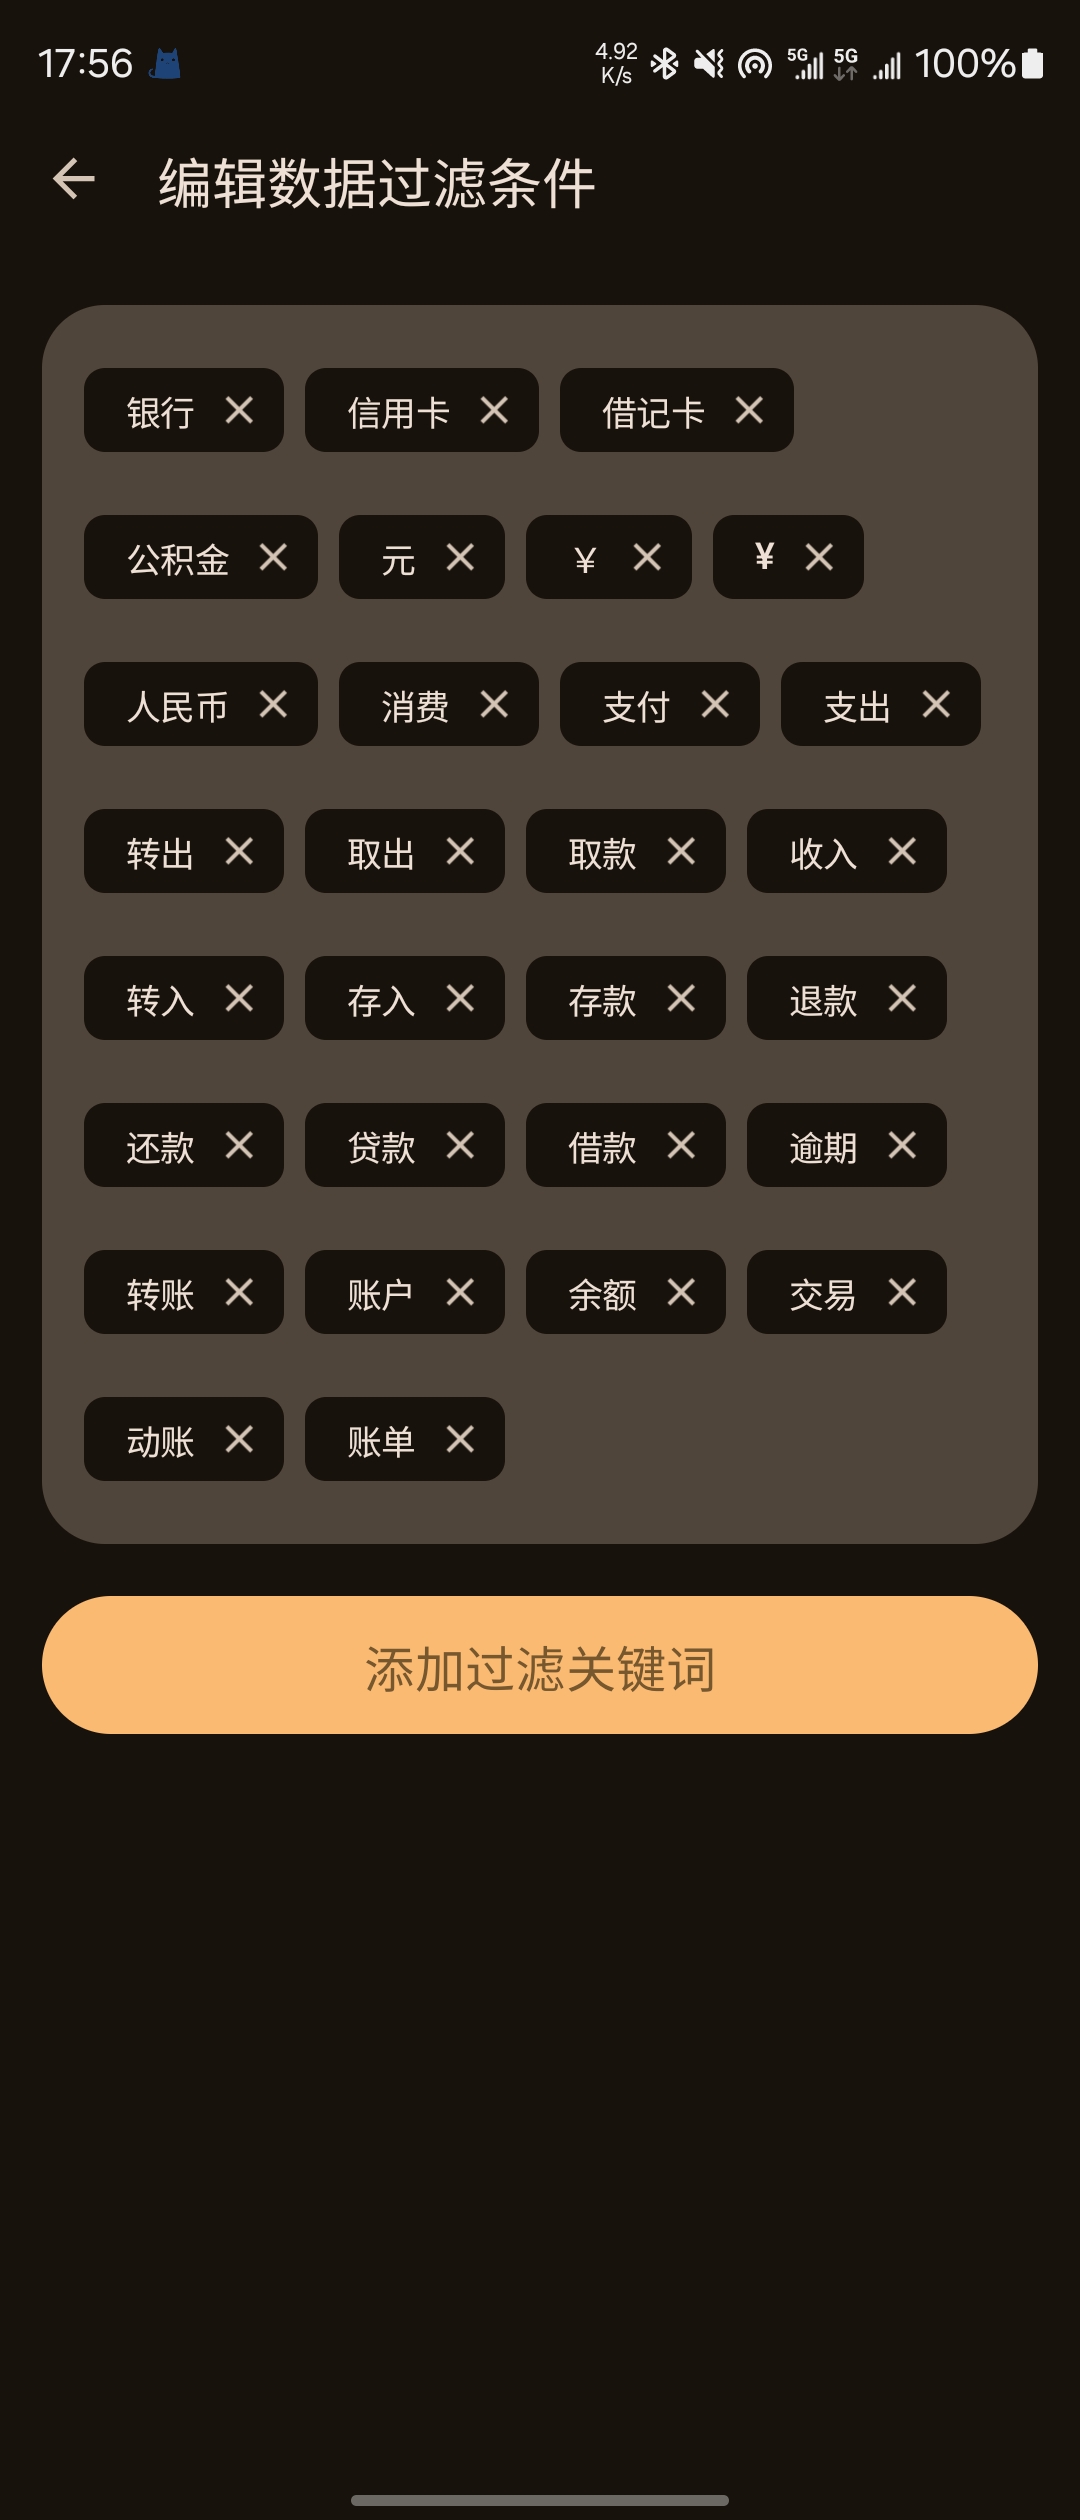 17:56 4.92 K/s 5G 5G 100%
编辑数据过滤条件
银行 信用卡 借记卡
公积金 元 ￥ ¥
人民币 消费 支付 支出
转出 取出 取款 收入
转入 存入 存款 退款
还款 贷款 借款 逾期
转账 账户 余额 交易
动账 账单
添加过滤关键词